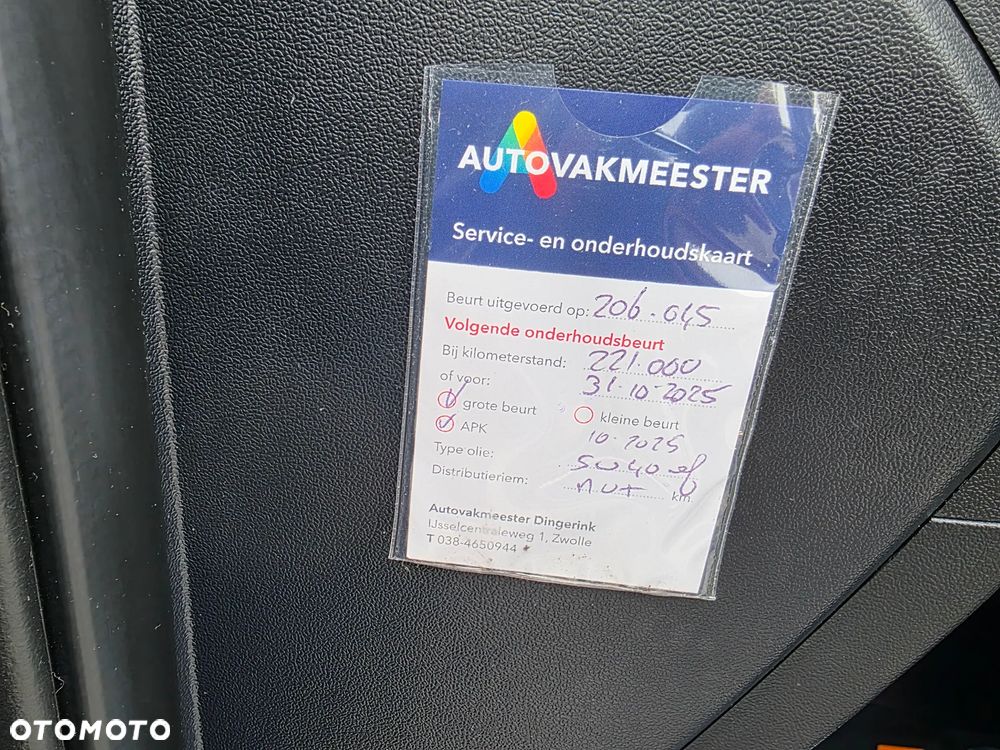 AUTOVAKMEESTER
Service- en onderhoudskaart
Beurt uitgevoerd op: 206.045
Volgende onderhoudsbeurt
Bij kilometerstand: 221.000
of voor: 31-10-2025
grote beurt kleine beurt
APK 10-2025
Type olie: 5W40
Distributieriem: km.
Autovakmeester Dingerink
IJsselcentraleweg 1, Zwolle
T 038-4650944
OTOMOTO